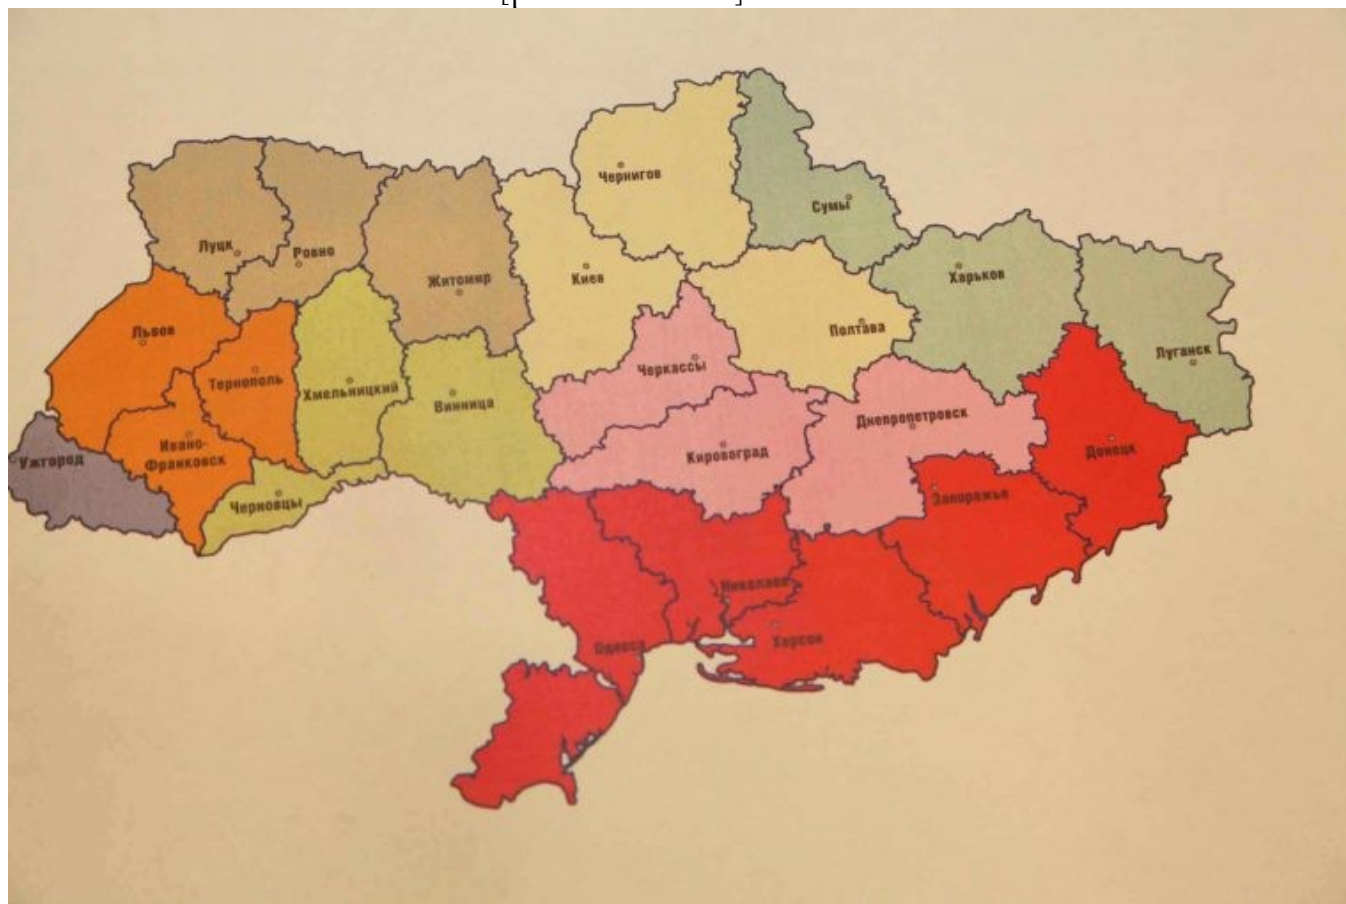 Чернигов
Сумы
Луцк
Ровно
Житомир
Киев
Харьков
Львов
Полтава
Луганск
Тернополь
Хмельницкий
Винница
Черкассы
Днепропетровск
Ужгород
Ивано-
Франковск
Кировоград
Донецк
Черновцы
Запорожье
Николаев
Одесса
Херсон